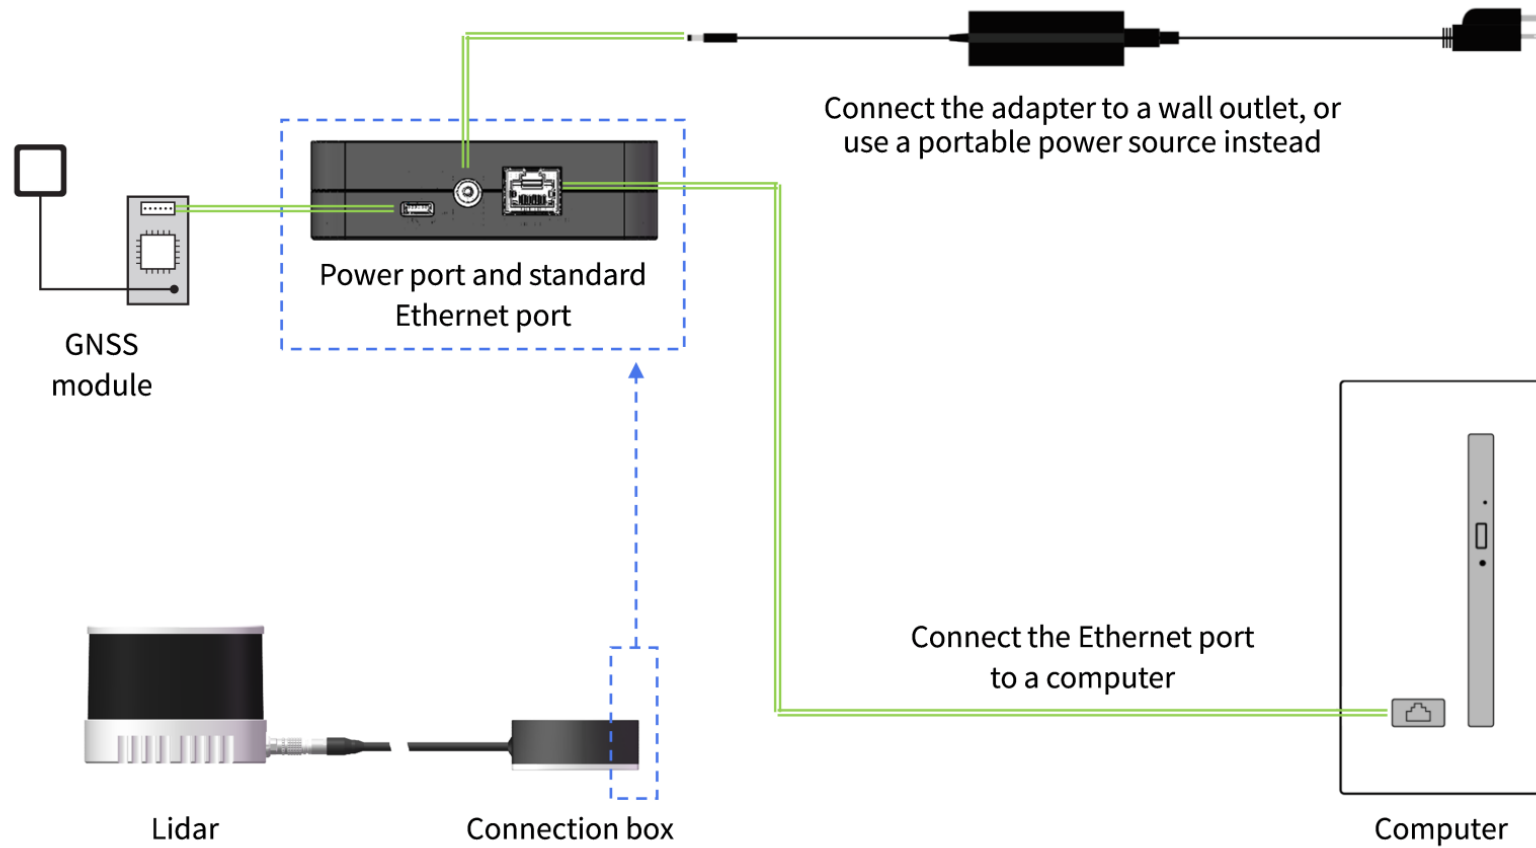 Connect the adapter to a wall outlet, or
use a portable power source instead
Power port and standard
Ethernet port
GNSS
module
Connect the Ethernet port
to a computer
Lidar
Connection box
Computer